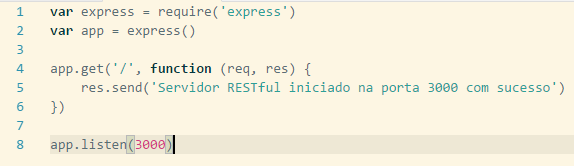 1 var express = require('express')
2 var app = express()
3
4 app.get('/', function (req, res) {
5     res.send('Servidor RESTful iniciado na porta 3000 com sucesso')
6 })
7
8 app.listen(3000)